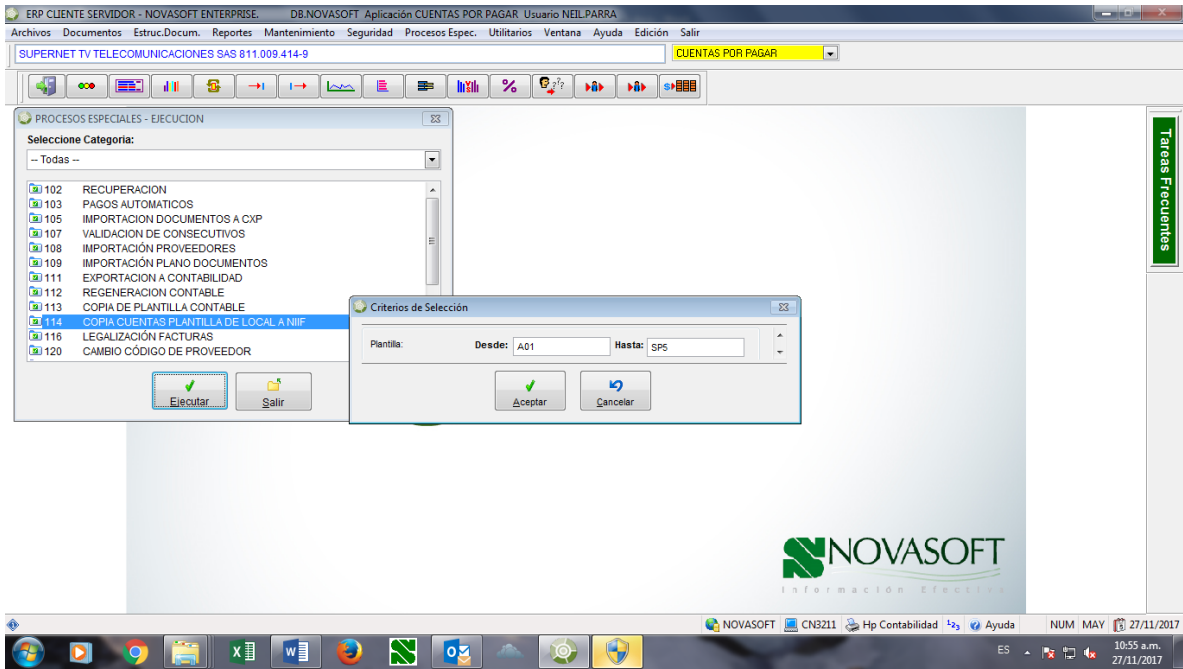 ERP CLIENTE SERVIDOR - NOVASOFT ENTERPRISE. DB.NOVASOFT Aplicación CUENTAS POR PAGAR Usuario NEIL.PARRA
Archivos Documentos Estruc.Docum. Reportes Mantenimiento Seguridad Procesos Espec. Utilitarios Ventana Ayuda Edición Salir
SUPERNET TV TELECOMUNICACIONES SAS 811.009.414-9 CUENTAS POR PAGAR
PROCESOS ESPECIALES - EJECUCION
Seleccione Categoria:
-- Todas --
102 RECUPERACION
103 PAGOS AUTOMATICOS
105 IMPORTACION DOCUMENTOS A CXP
107 VALIDACION DE CONSECUTIVOS
108 IMPORTACIÓN PROVEEDORES
109 IMPORTACIÓN PLANO DOCUMENTOS
111 EXPORTACION A CONTABILIDAD
112 REGENERACION CONTABLE
113 COPIA DE PLANTILLA CONTABLE
114 COPIA CUENTAS PLANTILLA DE LOCAL A NIIF
116 LEGALIZACIÓN FACTURAS
120 CAMBIO CÓDIGO DE PROVEEDOR
Ejecutar Salir
Criterios de Selección
Plantilla: Desde: A01 Hasta: SP5
Aceptar Cancelar
Tareas Frecuentes
NOVASOFT
Información Efectiva
NOVASOFT CN3211 Hp Contabilidad 123 Ayuda NUM MAY 27/11/2017
ES 10:55 a.m.
27/11/2017